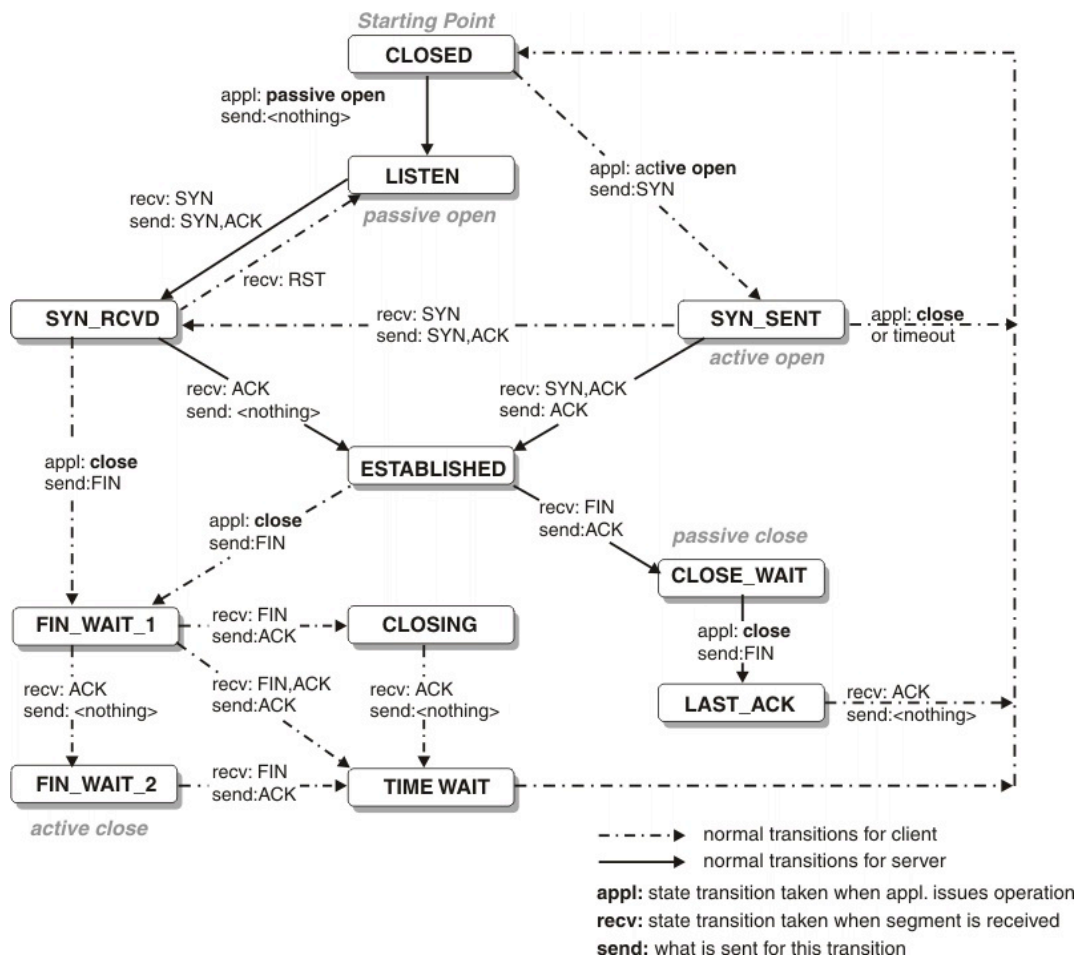 Starting Point
CLOSED
appl: passive open
send:<nothing>
appl: active open
send:SYN
LISTEN
passive open
recv: SYN
send: SYN,ACK
recv: RST
SYN_RCVD
recv: SYN
send: SYN,ACK
SYN_SENT
active open
appl: close
or timeout
recv: ACK
send: <nothing>
recv: SYN,ACK
send: ACK
appl: close
send:FIN
ESTABLISHED
appl: close
send:FIN
recv: FIN
send:ACK
passive close
CLOSE_WAIT
FIN_WAIT_1
recv: FIN
send:ACK
CLOSING
appl: close
send:FIN
recv: ACK
send: <nothing>
recv: FIN,ACK
send:ACK
recv: ACK
send:<nothing>
LAST_ACK
recv: ACK
send:<nothing>
FIN_WAIT_2
active close
recv: FIN
send:ACK
TIME WAIT
normal transitions for client
normal transitions for server
appl: state transition taken when appl. issues operation
recv: state transition taken when segment is received
send: what is sent for this transition